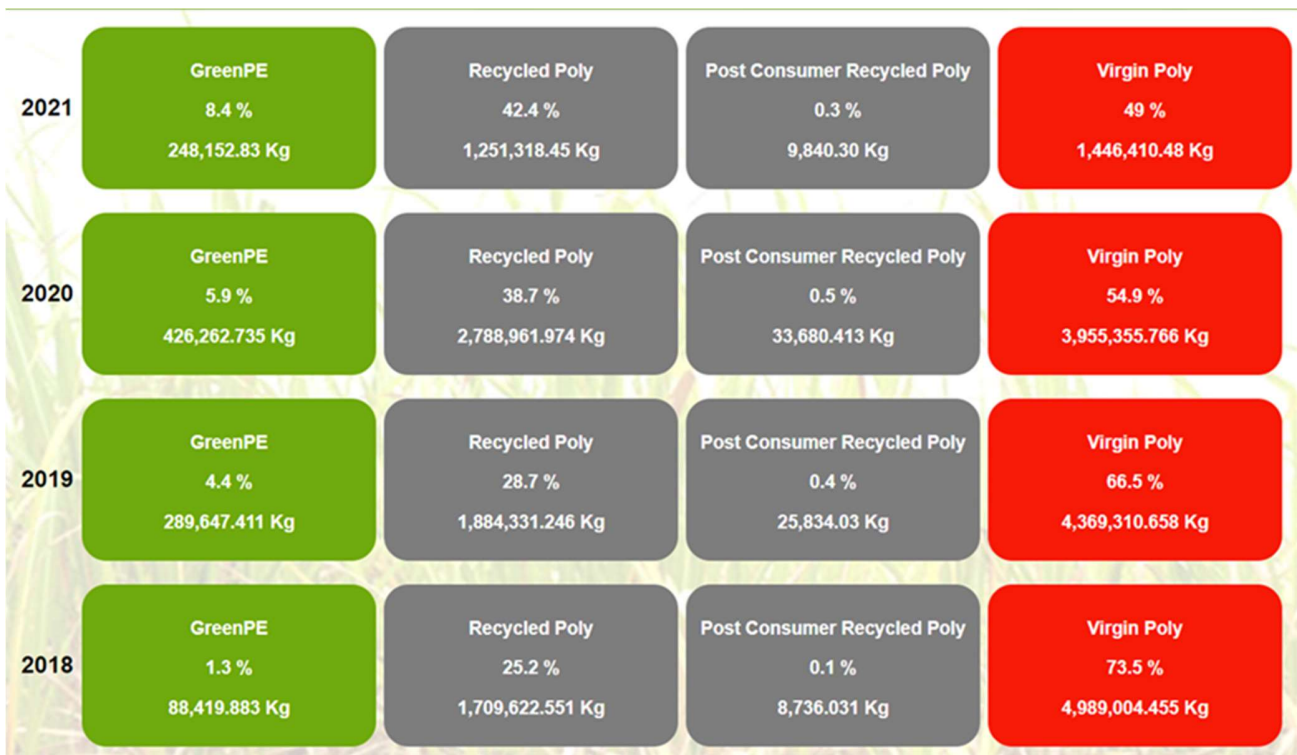 2021
GreenPE
8.4 %
248,152.83 Kg
Recycled Poly
42.4 %
1,251,318.45 Kg
Post Consumer Recycled Poly
0.3 %
9,840.30 Kg
Virgin Poly
49 %
1,446,410.48 Kg
2020
GreenPE
5.9 %
426,262.735 Kg
Recycled Poly
38.7 %
2,788,961.974 Kg
Post Consumer Recycled Poly
0.5 %
33,680.413 Kg
Virgin Poly
54.9 %
3,955,355.766 Kg
2019
GreenPE
4.4 %
289,647.411 Kg
Recycled Poly
28.7 %
1,884,331.246 Kg
Post Consumer Recycled Poly
0.4 %
25,834.03 Kg
Virgin Poly
66.5 %
4,369,310.658 Kg
2018
GreenPE
1.3 %
88,419.883 Kg
Recycled Poly
25.2 %
1,709,622.551 Kg
Post Consumer Recycled Poly
0.1 %
8,736.031 Kg
Virgin Poly
73.5 %
4,989,004.455 Kg